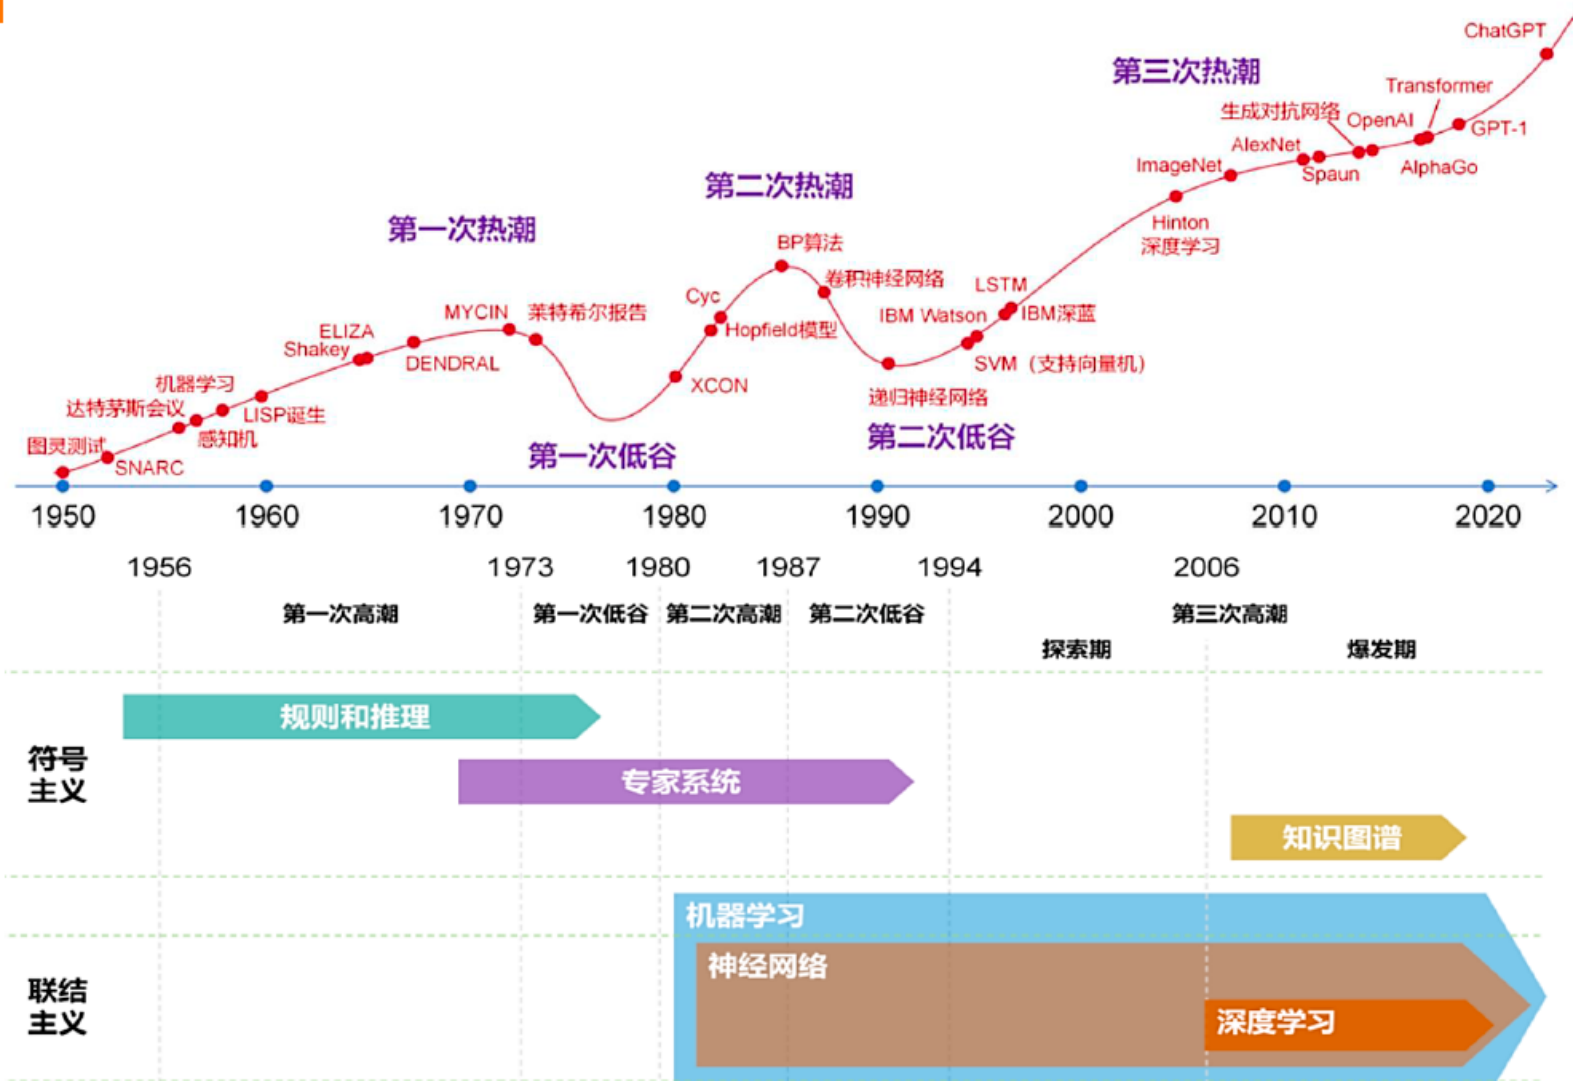 ChatGPT
第三次热潮
Transformer
生成对抗网络
OpenAI
GPT-1
AlexNet
ImageNet
Spaun
AlphaGo
第二次热潮
Hinton
深度学习
第一次热潮
BP算法
卷积神经网络
LSTM
Cyc
MYCIN
莱特希尔报告
IBM Watson
IBM深蓝
ELIZA
Hopfield模型
Shakey
DENDRAL
SVM（支持向量机）
机器学习
XCON
达特茅斯会议
LISP诞生
递归神经网络
图灵测试
感知机
第二次低谷
第一次低谷
SNARC
1950 1960 1970 1980 1990 2000 2010 2020
1956 1973 1980 1987 1994 2006
第一次高潮 第一次低谷 第二次高潮 第二次低谷 第三次高潮
探索期 爆发期
规则和推理
符号
主义
专家系统
知识图谱
机器学习
神经网络
联结
主义
深度学习